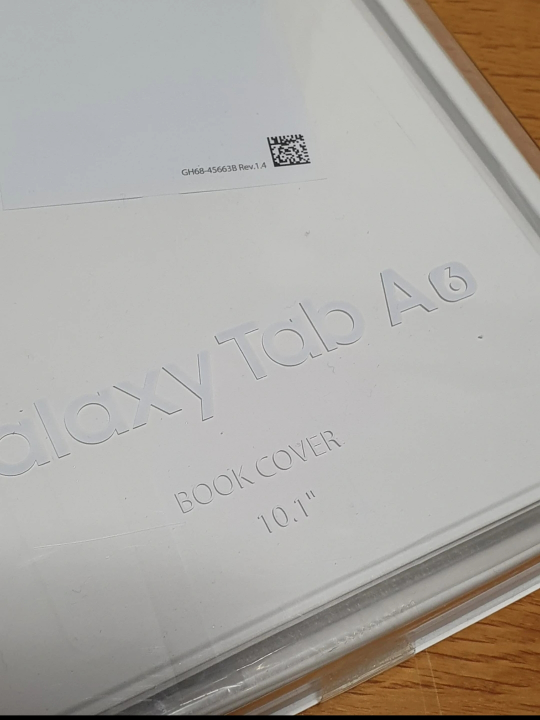 GH68-45663B Rev.1.4
alaxy Tab A6
BOOK COVER
10.1"